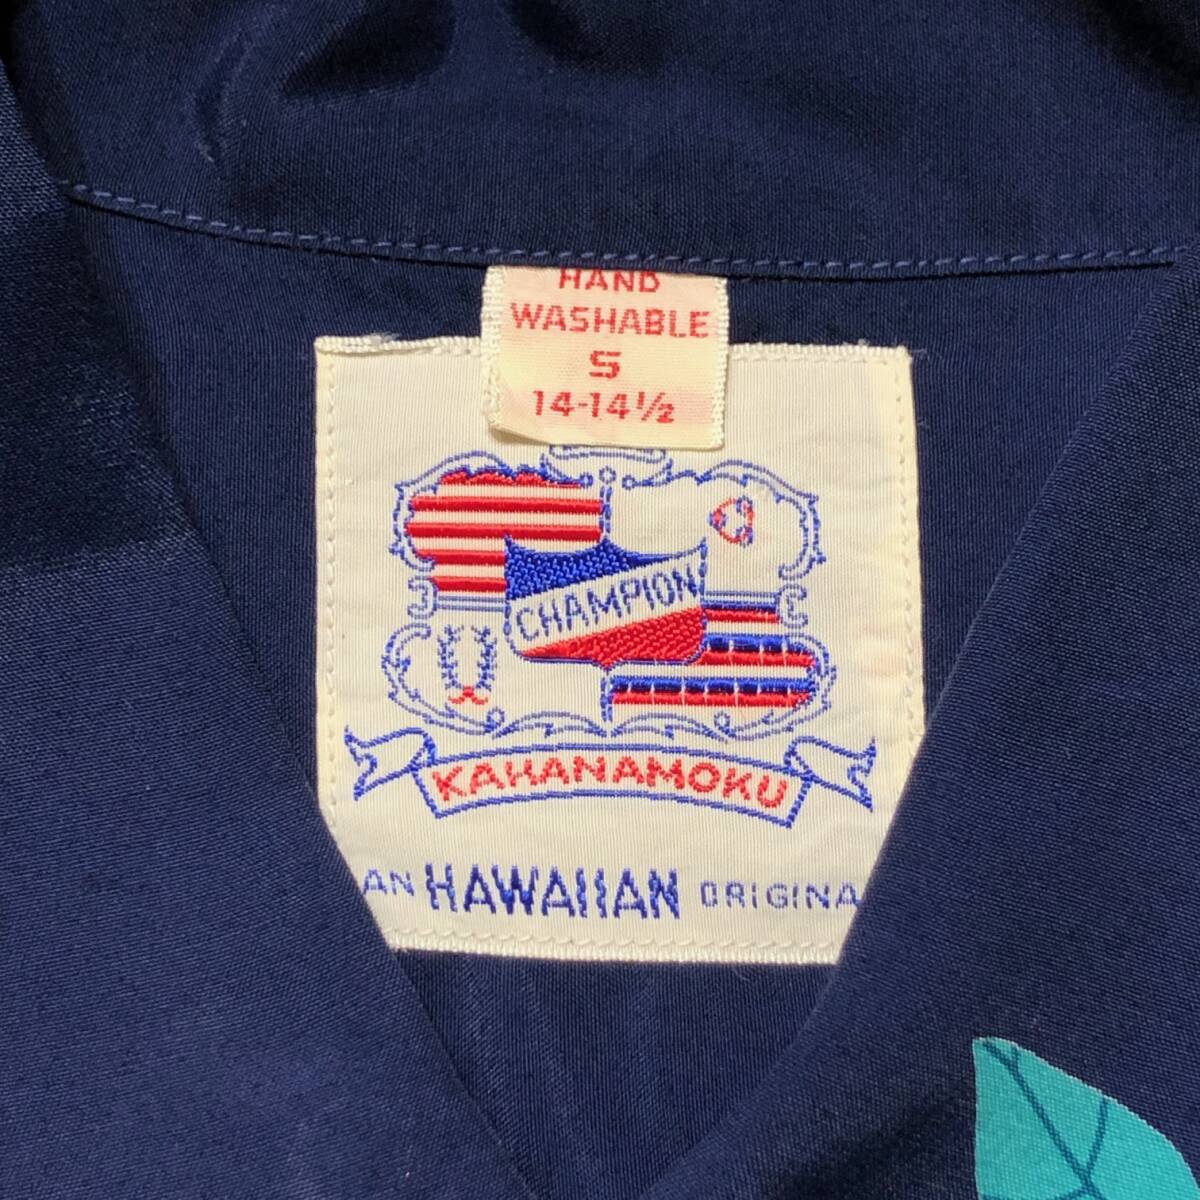 HAND
WASHABLE
S
14-14½
CHAMPION
KAHANAMOKU
AN HAWAIIAN ORIGINA